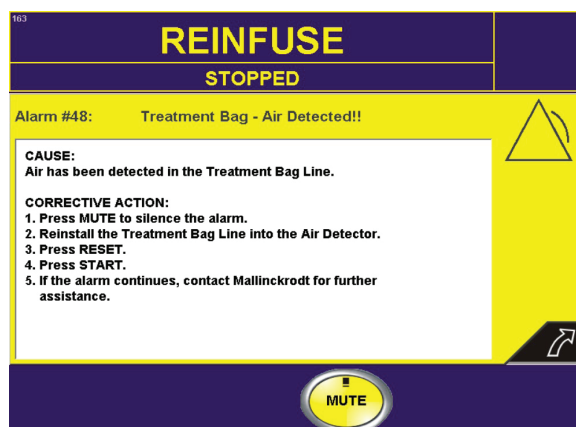 163
REINFUSE
STOPPED
Alarm #48: Treatment Bag - Air Detected!!
CAUSE:
Air has been detected in the Treatment Bag Line.
CORRECTIVE ACTION:
1. Press MUTE to silence the alarm.
2. Reinstall the Treatment Bag Line into the Air Detector.
3. Press RESET.
4. Press START.
5. If the alarm continues, contact Mallinckrodt for further
assistance.
MUTE